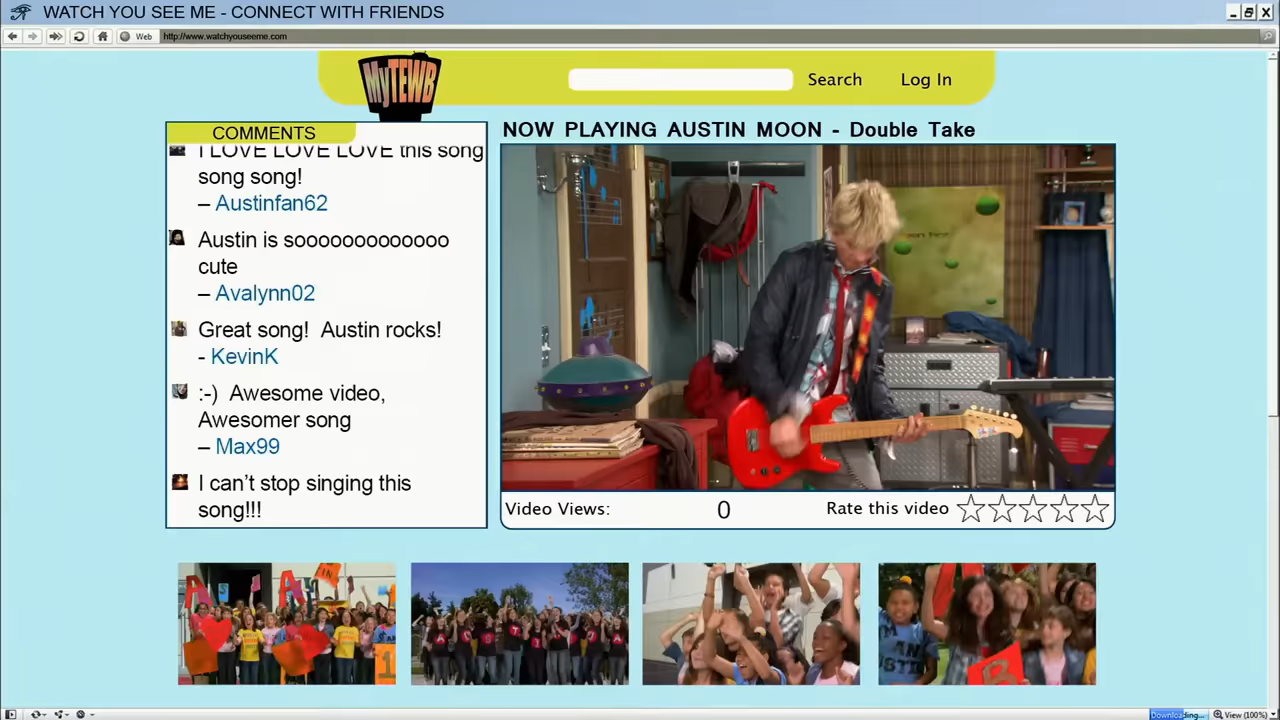 WATCH YOU SEE ME - CONNECT WITH FRIENDS
Web
http://www.watchyouseeme.com
MyTEWB
Search
Log In
COMMENTS
I LOVE LOVE LOVE this song
song song!
– Austinfan62
Austin is sooooooooooooo
cute
– Avalynn02
Great song!  Austin rocks!
- KevinK
:-)  Awesome video,
Awesomer song
– Max99
I can't stop singing this
song!!!
NOW PLAYING AUSTIN MOON - Double Take
Video Views:
0
Rate this video
Downloading...
View (100%)